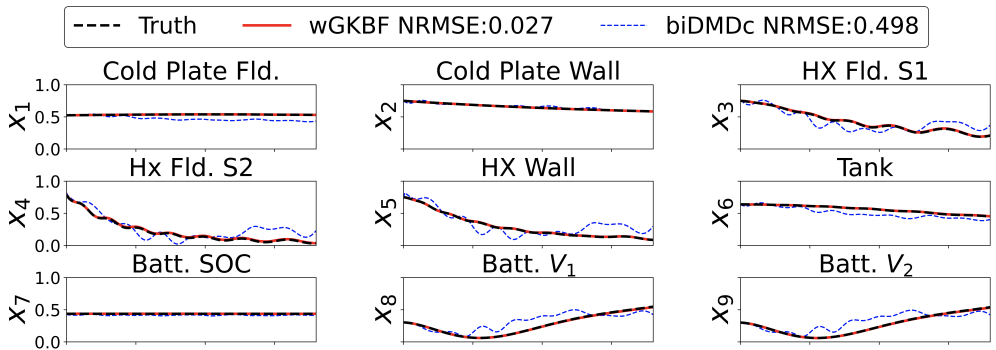 Truth wGKBF NRMSE:0.027 biDMDc NRMSE:0.498
Cold Plate Fld. Cold Plate Wall HX Fld. S1
1.0
0.5
0.0
x1 x2 x3
Hx Fld. S2 HX Wall Tank
1.0
0.5
0.0
x4 x5 x6
Batt. SOC Batt. V1 Batt. V2
1.0
0.5
0.0
x7 x8 x9